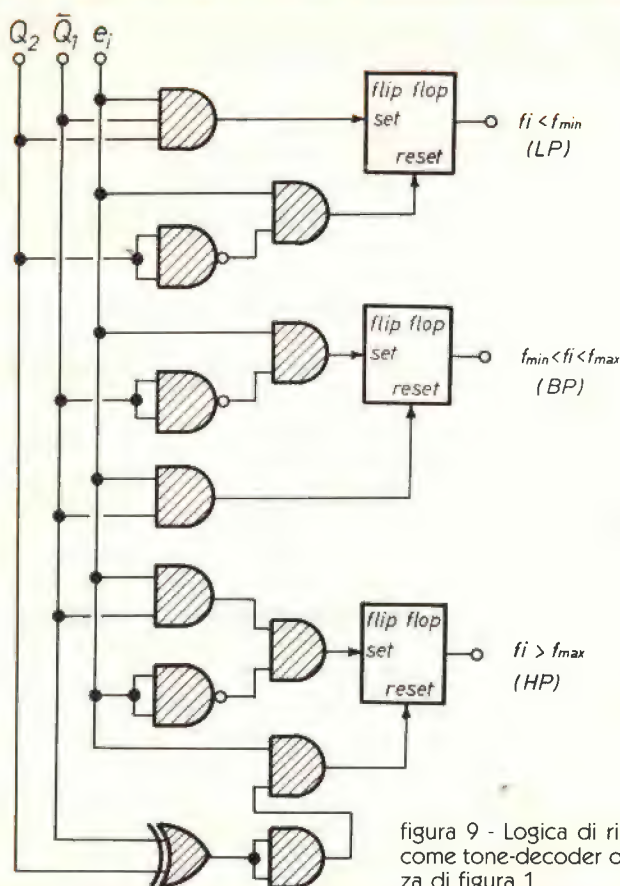 Q₂ Q̄₁ eᵢ
flip flop
set
reset
fi < fmin
(LP)
flip flop
set
reset
fmin < fi < fmax
(BP)
flip flop
set
reset
fi > fmax
(HP)
figura 9 - Logica di ri
come tone-decoder o
za di figura 1